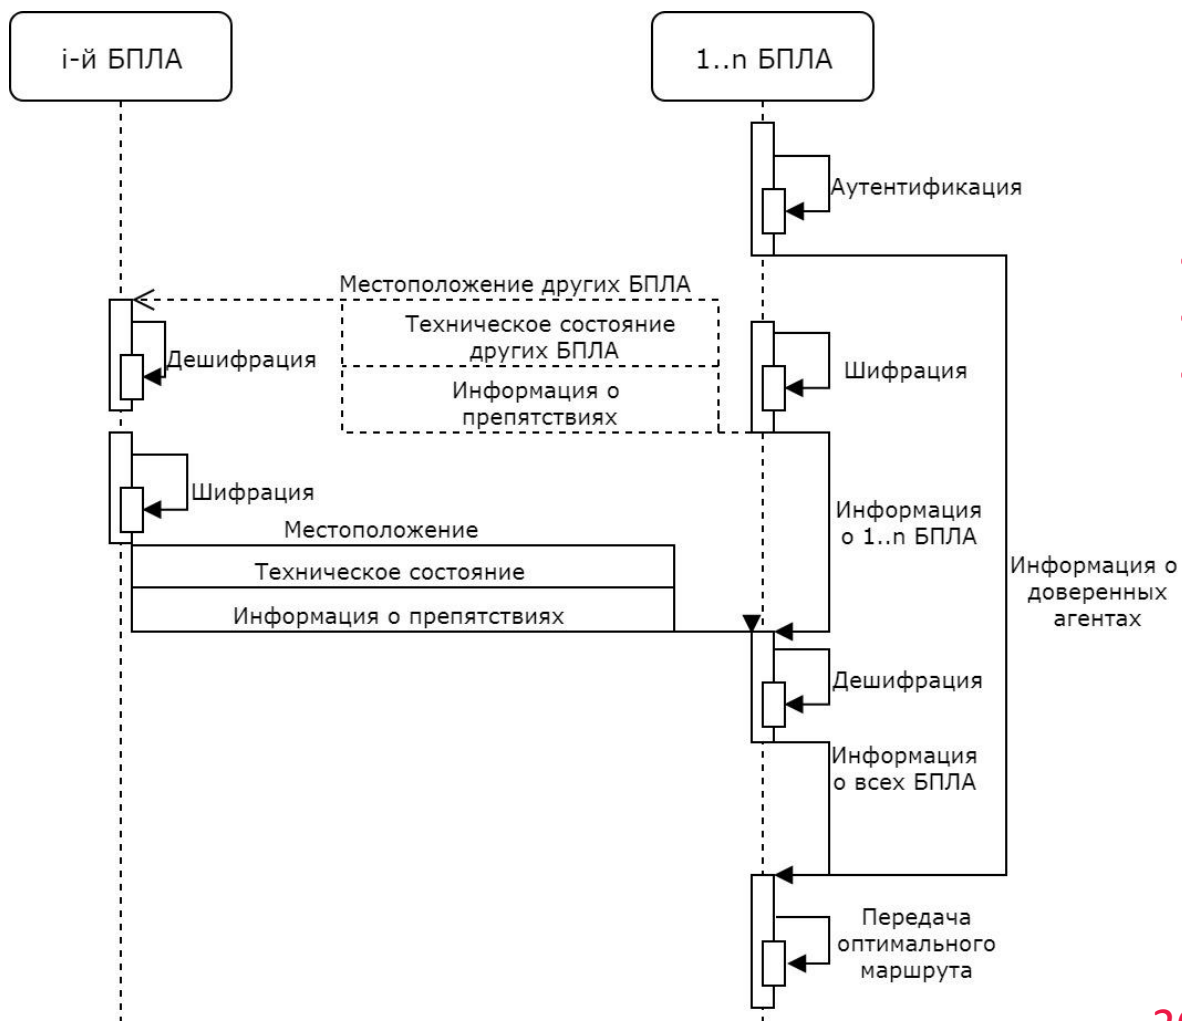 i-й БПЛА
1..n БПЛА
Аутентификация
Местоположение других БПЛА
Техническое состояние
других БПЛА
Дешифрация
Шифрация
Информация о
препятствиях
Шифрация
Местоположение
Информация
о 1..n БПЛА
Техническое состояние
Информация о
доверенных
агентах
Информация о препятствиях
Дешифрация
Информация
о всех БПЛА
Передача
оптимального
маршрута